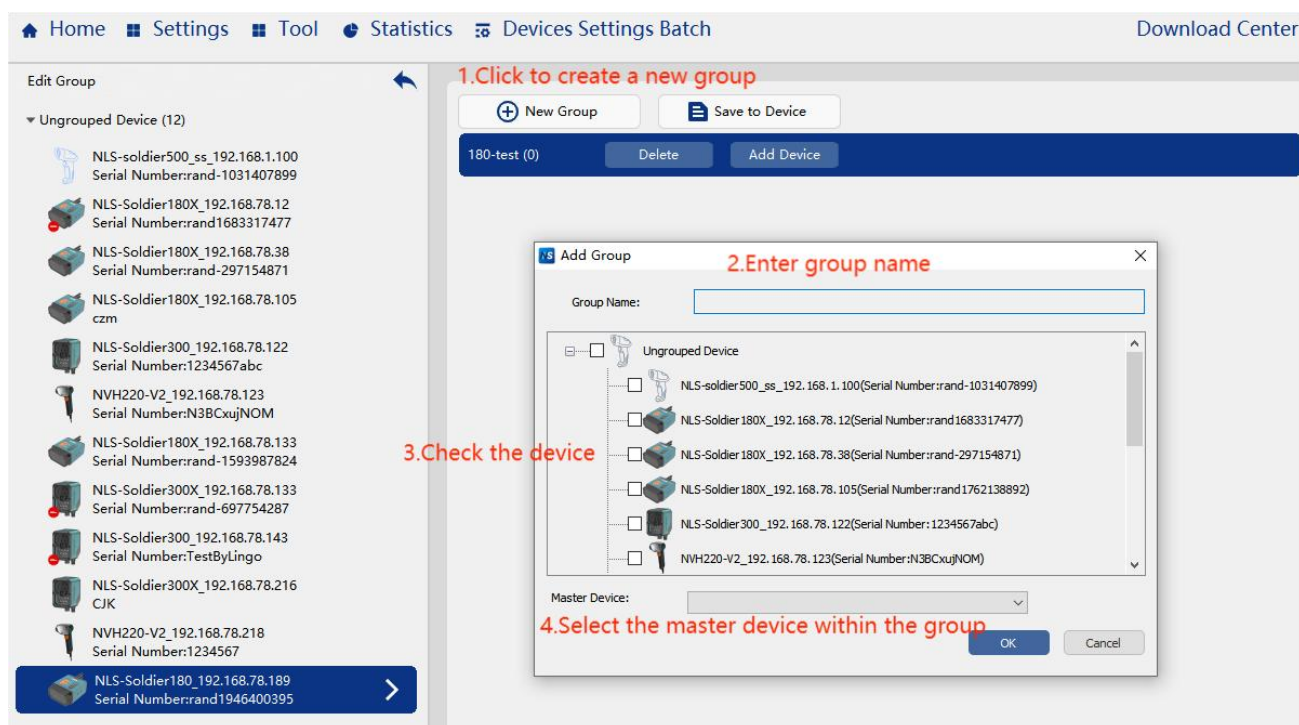 Home Settings Tool Statistics Devices Settings Batch Download Center
Edit Group
Ungrouped Device (12)
NLS-soldier500_ss_192.168.1.100
Serial Number:rand-1031407899
NLS-Soldier180X_192.168.78.12
Serial Number:rand1683317477
NLS-Soldier180X_192.168.78.38
Serial Number:rand-297154871
NLS-Soldier180X_192.168.78.105
czm
NLS-Soldier300_192.168.78.122
Serial Number:1234567abc
NVH220-V2_192.168.78.123
Serial Number:N3BCxujNOM
NLS-Soldier180X_192.168.78.133
Serial Number:rand-1593987824
NLS-Soldier300X_192.168.78.133
Serial Number:rand-697754287
NLS-Soldier300_192.168.78.143
Serial Number:TestByLingo
NLS-Soldier300X_192.168.78.216
CJK
NVH220-V2_192.168.78.218
Serial Number:1234567
NLS-Soldier180_192.168.78.189
Serial Number:rand1946400395
1.Click to create a new group
New Group Save to Device
180-test (0) Delete Add Device
Add Group
2.Enter group name
Group Name:
Ungrouped Device
NLS-soldier500_ss_192.168.1.100(Serial Number:rand-1031407899)
NLS-Soldier180X_192.168.78.12(Serial Number:rand1683317477)
3.Check the device
NLS-Soldier180X_192.168.78.38(Serial Number:rand-297154871)
NLS-Soldier180X_192.168.78.105(Serial Number:rand1762138892)
NLS-Soldier300_192.168.78.122(Serial Number:1234567abc)
NVH220-V2_192.168.78.123(Serial Number:N3BCxujNOM)
Master Device:
4.Select the master device within the group
OK Cancel